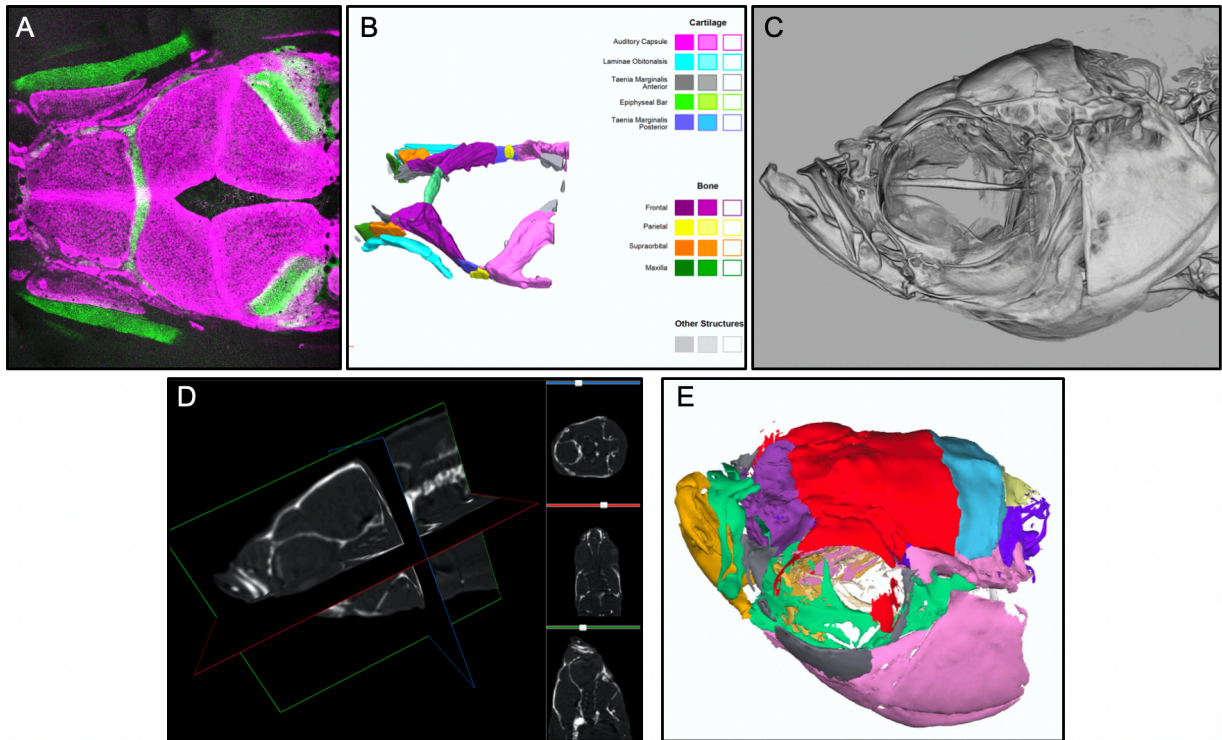 A
B
Cartilage
Auditory Capsule
Laminae Obitonalsis
Taenia Marginalis
Anterior
Epiphyseal Bar
Taenia Marginalis
Posterior
Bone
Frontal
Parietal
Supraorbital
Maxilla
Other Structures
C
D
E